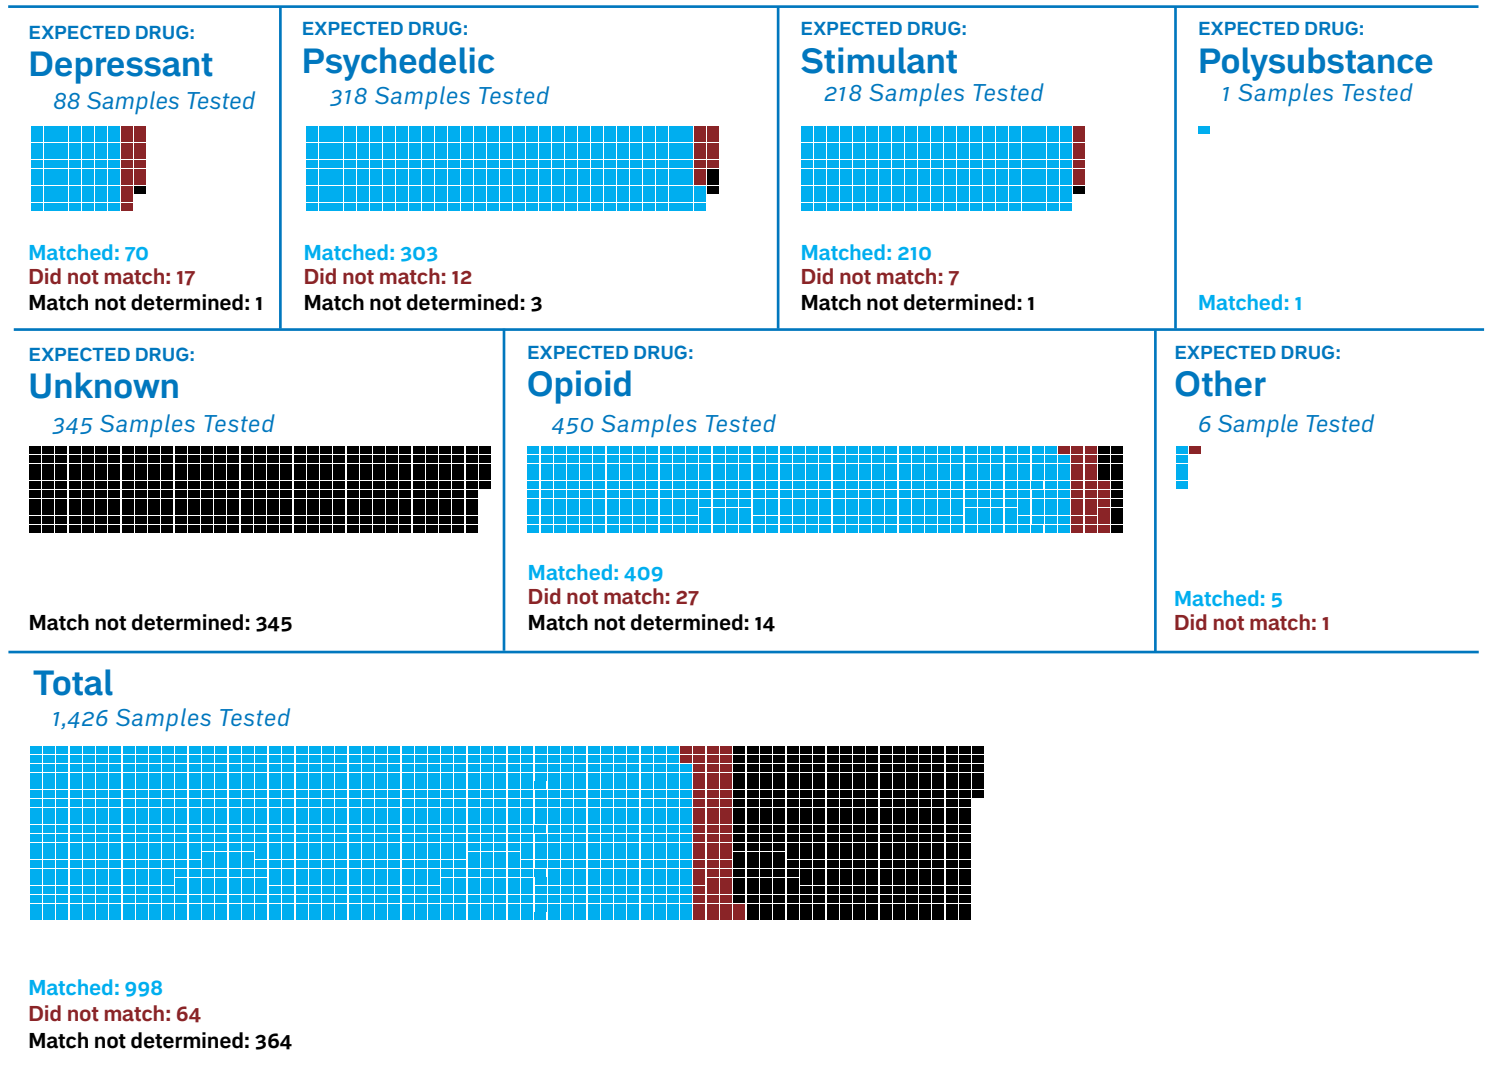 EXPECTED DRUG:
Depressant
88 Samples Tested
Matched: 70
Did not match: 17
Match not determined: 1
EXPECTED DRUG:
Psychedelic
318 Samples Tested
Matched: 303
Did not match: 12
Match not determined: 3
EXPECTED DRUG:
Stimulant
218 Samples Tested
Matched: 210
Did not match: 7
Match not determined: 1
EXPECTED DRUG:
Polysubstance
1 Samples Tested
Matched: 1
EXPECTED DRUG:
Unknown
345 Samples Tested
Match not determined: 345
EXPECTED DRUG:
Opioid
450 Samples Tested
Matched: 409
Did not match: 27
Match not determined: 14
EXPECTED DRUG:
Other
6 Sample Tested
Matched: 5
Did not match: 1
Total
1,426 Samples Tested
Matched: 998
Did not match: 64
Match not determined: 364